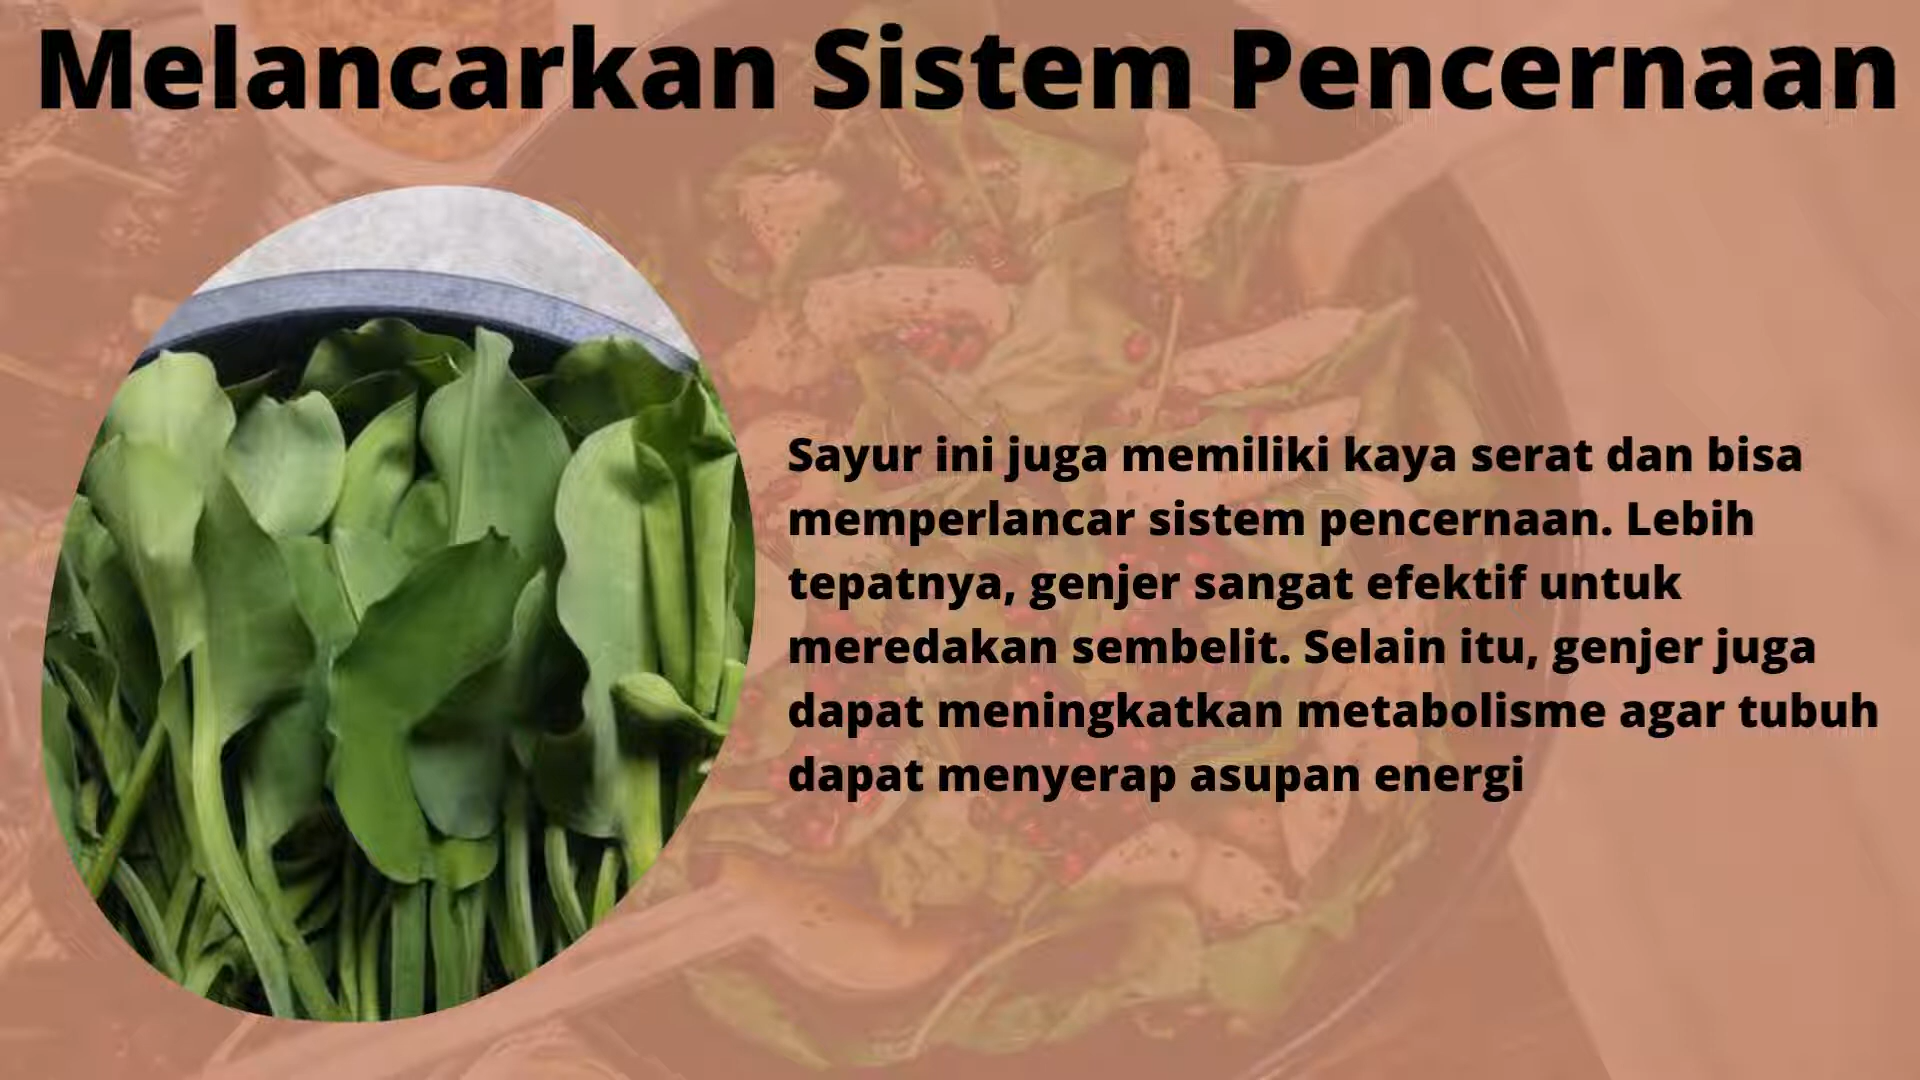 Melancarkan Sistem Pencernaan
Sayur ini juga memiliki kaya serat dan bisa
memperlancar sistem pencernaan. Lebih
tepatnya, genjer sangat efektif untuk
meredakan sembelit. Selain itu, genjer juga
dapat meningkatkan metabolisme agar tubuh
dapat menyerap asupan energi